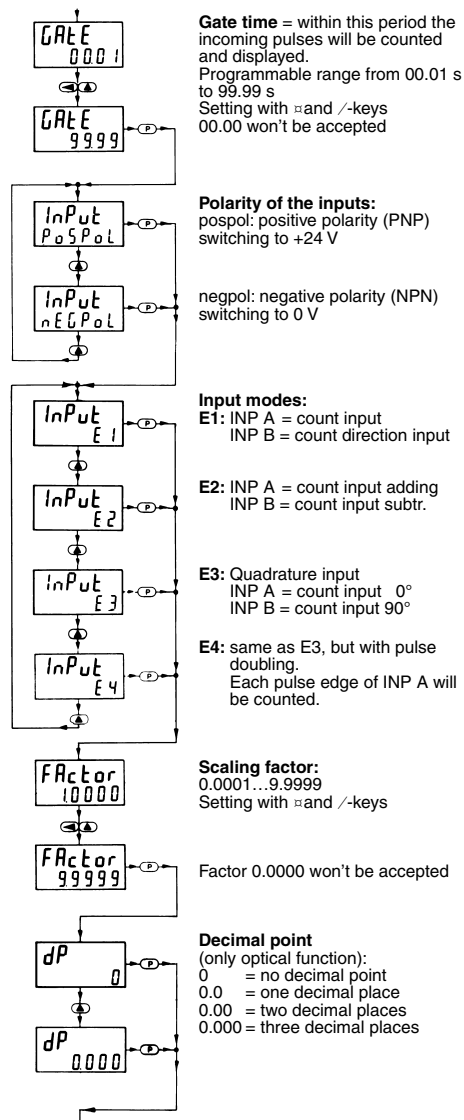 GAtE
00.01
Gate time = within this period the
incoming pulses will be counted
and displayed.
Programmable range from 00.01 s
to 99.99 s
Setting with ¤and ⁄-keys
00.00 won't be accepted
GAtE
99.99
P
InPut
PoSPoL
P
Polarity of the inputs:
pospol: positive polarity (PNP)
switching to +24 V
InPut
nEGPoL
P
negpol: negative polarity (NPN)
switching to 0 V
InPut
E1
P
Input modes:
E1: INP A = count input
INP B = count direction input
InPut
E2
P
E2: INP A = count input adding
INP B = count input subtr.
InPut
E3
P
E3: Quadrature input
INP A = count input 0°
INP B = count input 90°
InPut
E4
P
E4: same as E3, but with pulse
doubling.
Each pulse edge of INP A will
be counted.
FActor
1.0000
Scaling factor:
0.0001...9.9999
Setting with ¤and ⁄-keys
FActor
9.9999
P
Factor 0.0000 won't be accepted
dP
0
P
Decimal point
(only optical function):
0 = no decimal point
0.0 = one decimal place
0.00 = two decimal places
0.000 = three decimal places
dP
0.000
P